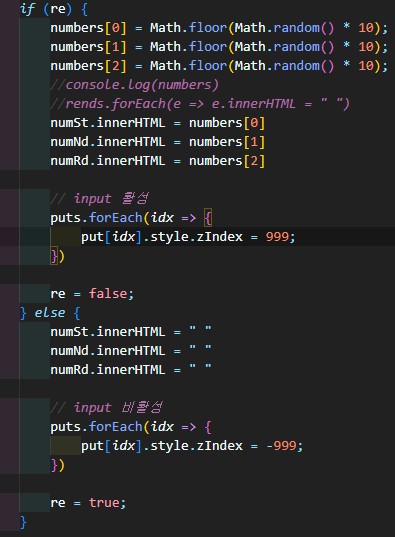 if (re) {
numbers[0] = Math.floor(Math.random() * 10);
numbers[1] = Math.floor(Math.random() * 10);
numbers[2] = Math.floor(Math.random() * 10);
//console.log(numbers)
//rends.forEach(e => e.innerHTML = " ")
numSt.innerHTML = numbers[0]
numNd.innerHTML = numbers[1]
numRd.innerHTML = numbers[2]
// input 활성
puts.forEach(idx => {
put[idx].style.zIndex = 999;
})
re = false;
} else {
numSt.innerHTML = " "
numNd.innerHTML = " "
numRd.innerHTML = " "
// input 비활성
puts.forEach(idx => {
put[idx].style.zIndex = -999;
})
re = true;
}